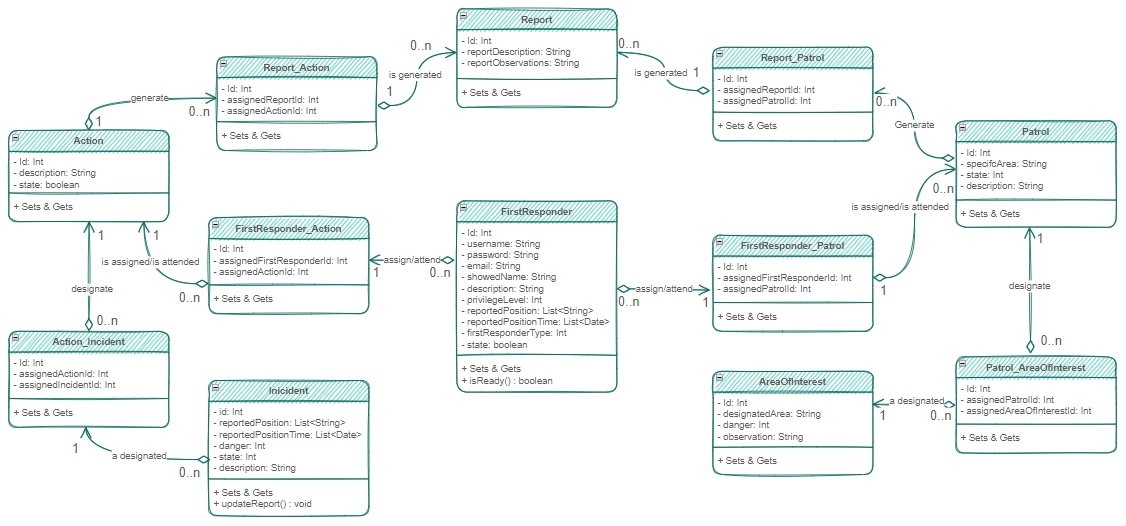 Report
- Id: Int
- reportDescription: String
- reportObservations: String
+ Sets & Gets
Report_Action
- Id: Int
- assignedReportId: Int
- assignedActionId: Int
+ Sets & Gets
Report_Patrol
- Id: Int
- assignedReportId: Int
- assignedPatrolId: Int
+ Sets & Gets
0..n
is generated
1
0..n
is generated
1
generate
1
0..n
0..n
Generate
Action
- Id: Int
- description: String
- state: boolean
+ Sets & Gets
Patrol
- Id: Int
- specifcArea: String
- state: Int
- description: String
+ Sets & Gets
FirstResponder_Action
- Id: Int
- assignedFirstResponderId: Int
- assignedActionId: Int
+ Sets & Gets
FirstResponder
- Id: Int
- username: String
- password: String
- email: String
- showedName: String
- description: String
- privilegeLevel: Int
- reportedPosition: List<String>
- reportedPositionTime: List<Date>
- firstResponderType: Int
- state: boolean
+ Sets & Gets
+ isReady() : boolean
FirstResponder_Patrol
- Id: Int
- assignedFirstResponderId: Int
- assignedPatrolId: Int
+ Sets & Gets
1
1
is assigned/is attended
0..n
assign/attend
1
0..n
assign/attend
0..n
1
0..n
is assigned/is attended
1
designate
0..n
1
designate
0..n
Action_Incident
- Id: Int
- assignedActionId: Int
- assignedIncidentId: Int
+ Sets & Gets
Inicident
- id: Int
- reportedPosition: List<String>
- reportedPositionTime: List<Date>
- danger: Int
- state: Int
- description: String
+ Sets & Gets
+ updateReport() : void
1
a designated
0..n
AreaOfInterest
- Id: Int
- designatedArea: String
- danger: Int
- observation: String
+ Sets & Gets
a designated
1
0..n
Patrol_AreaOfInterest
- Id: Int
- assignedPatrolId: Int
- assignedAreaOfInterestId: Int
+ Sets & Gets